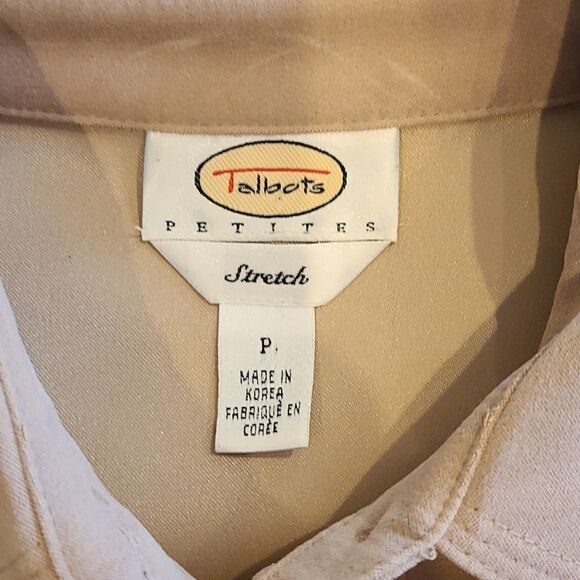 Talbots
PETITES
Stretch
P
MADE IN
KOREA
FABRIQUÉ EN
CORÉE